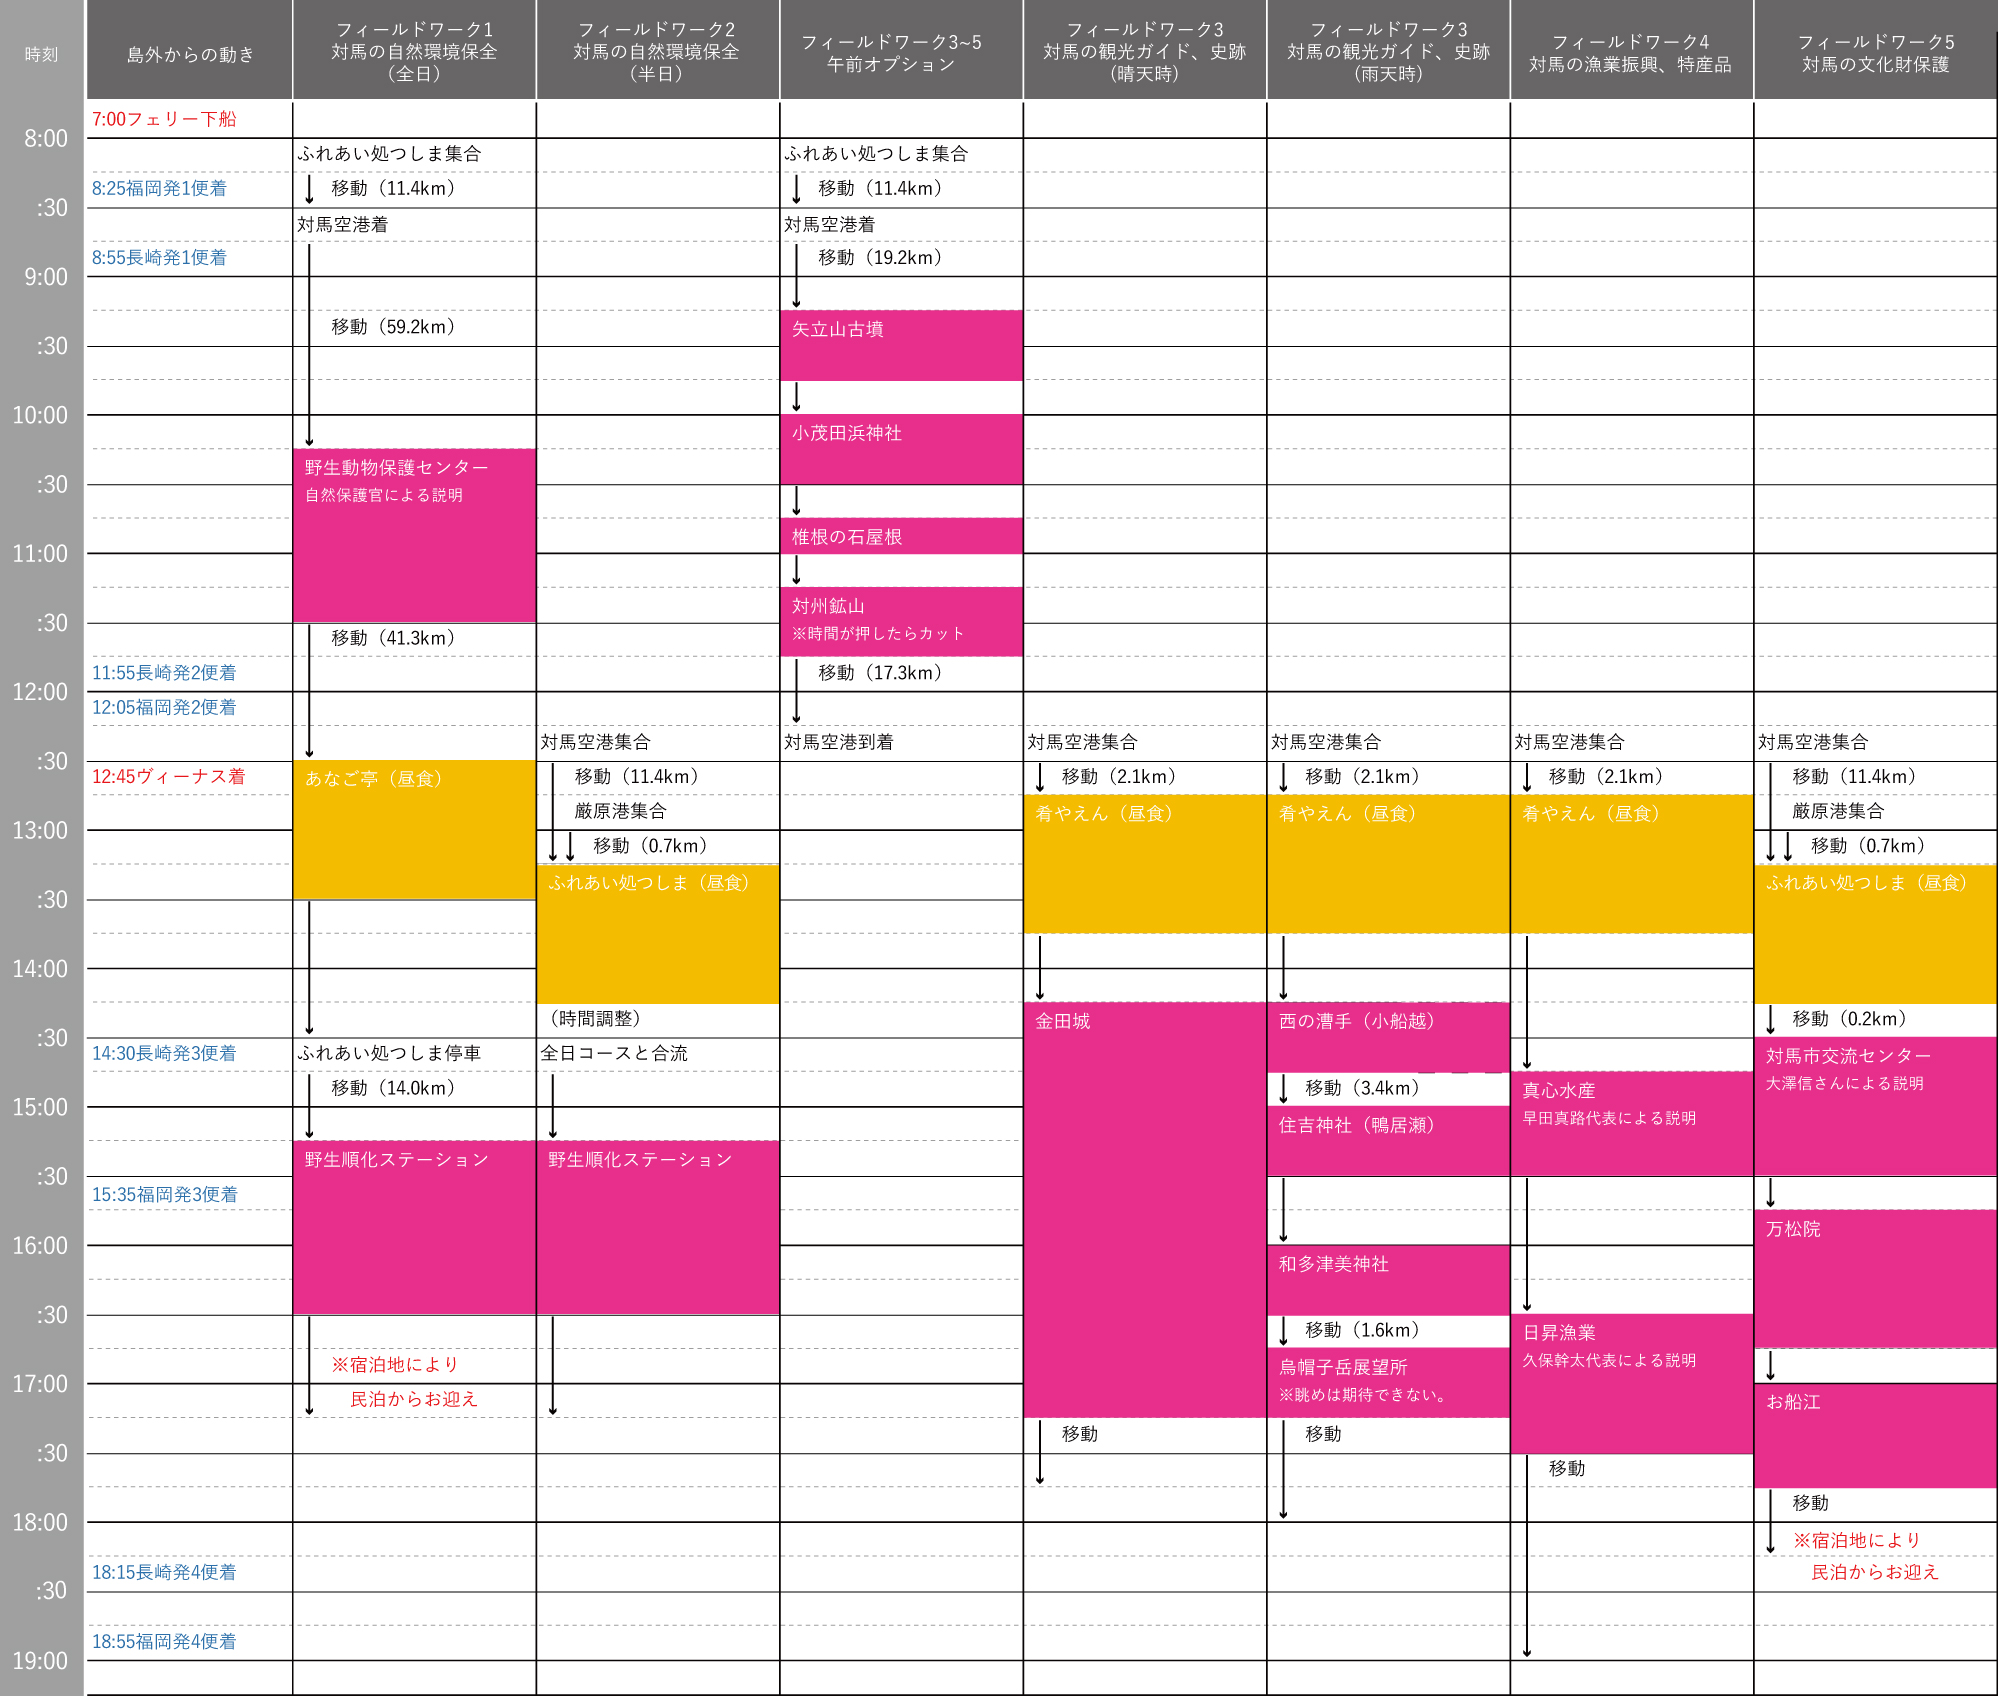 時刻
島外からの動き
フィールドワーク1
対馬の自然環境保全
（全日）
フィールドワーク2
対馬の自然環境保全
（半日）
フィールドワーク3~5
午前オプション
フィールドワーク3
対馬の観光ガイド、史跡
（晴天時）
フィールドワーク3
対馬の観光ガイド、史跡
（雨天時）
フィールドワーク4
対馬の漁業振興、特産品
フィールドワーク5
対馬の文化財保護
8:00
:30
9:00
:30
10:00
:30
11:00
:30
12:00
:30
13:00
:30
14:00
:30
15:00
:30
16:00
:30
17:00
:30
18:00
:30
19:00
7:00フェリー下船
8:25福岡発1便着
8:55長崎発1便着
11:55長崎発2便着
12:05福岡発2便着
12:45ヴィーナス着
14:30長崎発3便着
15:35福岡発3便着
18:15長崎発4便着
18:55福岡発4便着
ふれあい処つしま集合
移動（11.4km）
対馬空港着
移動（59.2km）
野生動物保護センター
自然保護官による説明
移動（41.3km）
あなご亭（昼食）
ふれあい処つしま停車
移動（14.0km）
野生順化ステーション
※宿泊地により
民泊からお迎え
対馬空港集合
移動（11.4km）
厳原港集合
移動（0.7km）
ふれあい処つしま（昼食）
（時間調整）
全日コースと合流
野生順化ステーション
ふれあい処つしま集合
移動（11.4km）
対馬空港着
移動（19.2km）
矢立山古墳
小茂田浜神社
椎根の石屋根
対州鉱山
※時間が押したらカット
移動（17.3km）
対馬空港到着
対馬空港集合
移動（2.1km）
肴やえん（昼食）
金田城
移動
対馬空港集合
移動（2.1km）
肴やえん（昼食）
西の漕手（小船越）
移動（3.4km）
住吉神社（鴨居瀬）
和多津美神社
移動（1.6km）
烏帽子岳展望所
※眺めは期待できない。
移動
対馬空港集合
移動（2.1km）
肴やえん（昼食）
真心水産
早田真路代表による説明
日昇漁業
久保幹太代表による説明
移動
対馬空港集合
移動（11.4km）
厳原港集合
移動（0.7km）
ふれあい処つしま（昼食）
移動（0.2km）
対馬市交流センター
大澤信さんによる説明
万松院
お船江
移動
※宿泊地により
民泊からお迎え